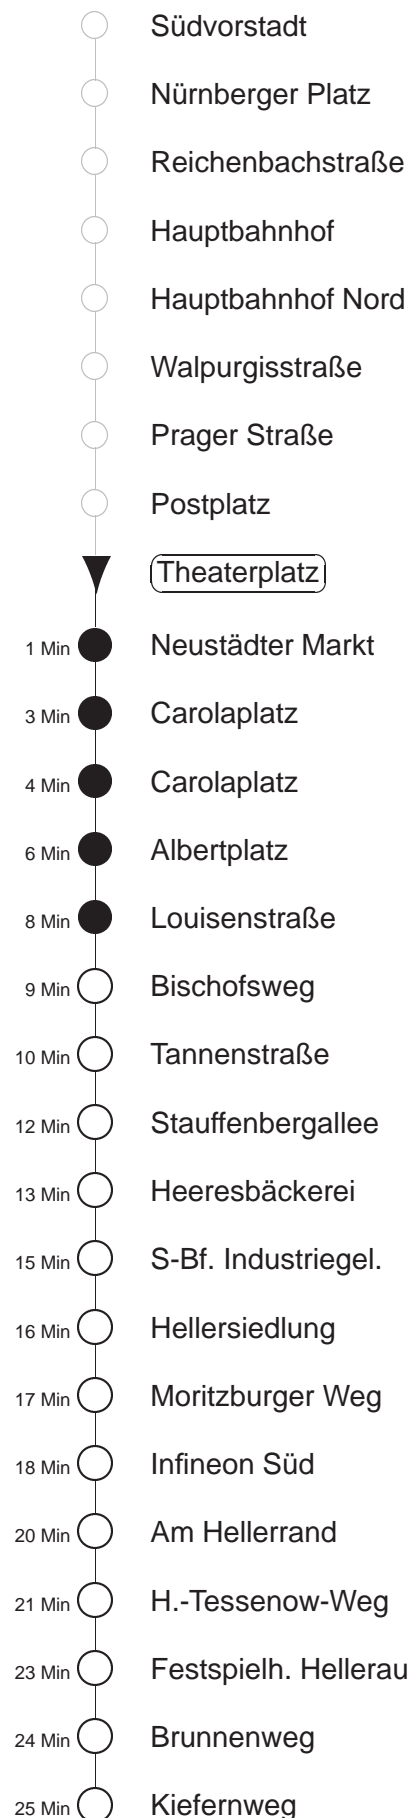 Südvorstadt
Nürnberger Platz
Reichenbachstraße
Hauptbahnhof
Hauptbahnhof Nord
Walpurgisstraße
Prager Straße
Postplatz
Theaterplatz
1 Min Neustädter Markt
3 Min Carolaplatz
4 Min Carolaplatz
6 Min Albertplatz
8 Min Louisenstraße
9 Min Bischofsweg
10 Min Tannenstraße
12 Min Stauffenbergallee
13 Min Heeresbäckerei
15 Min S-Bf. Industriegel.
16 Min Hellersiedlung
17 Min Moritzburger Weg
18 Min Infineon Süd
20 Min Am Hellerrand
21 Min H.-Tessenow-Weg
23 Min Festspielh. Hellerau
24 Min Brunnenweg
25 Min Kiefernweg